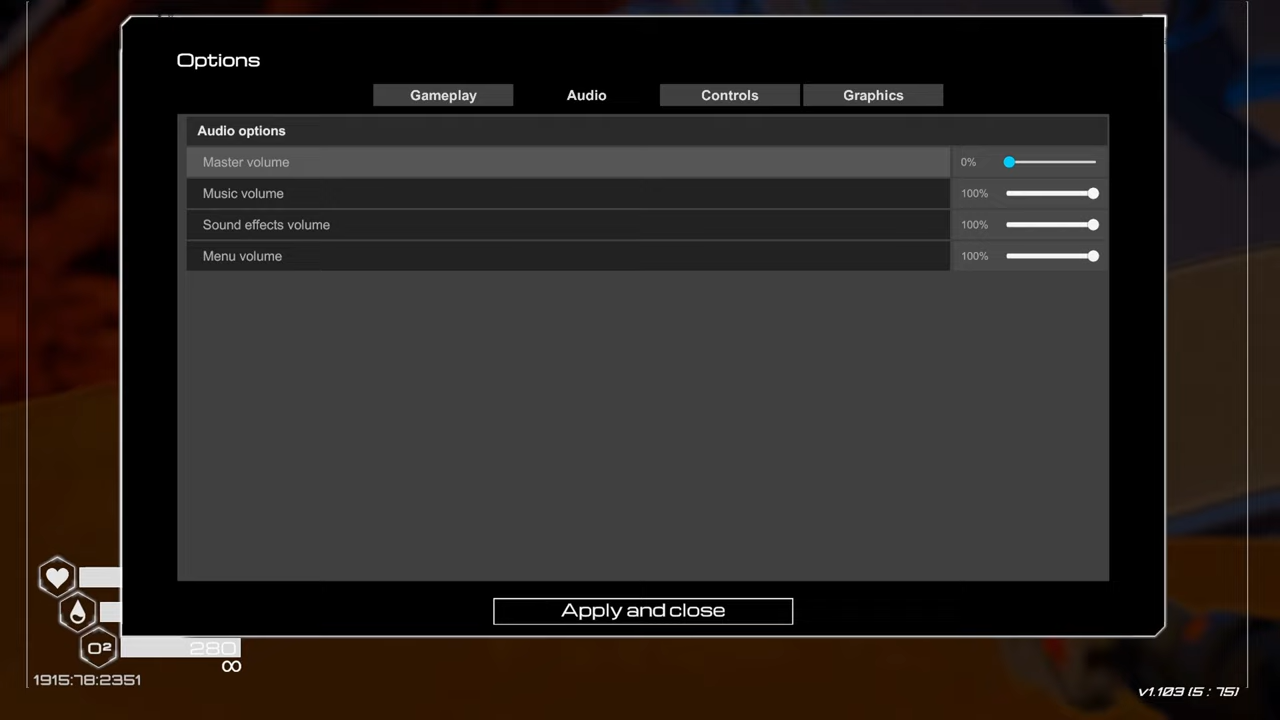 Options
Gameplay Audio Controls Graphics
Audio options
Master volume 0%
Music volume 100%
Sound effects volume 100%
Menu volume 100%
Apply and close
O² 280
∞
1915:78:2351
v1.103 (5 : 75)